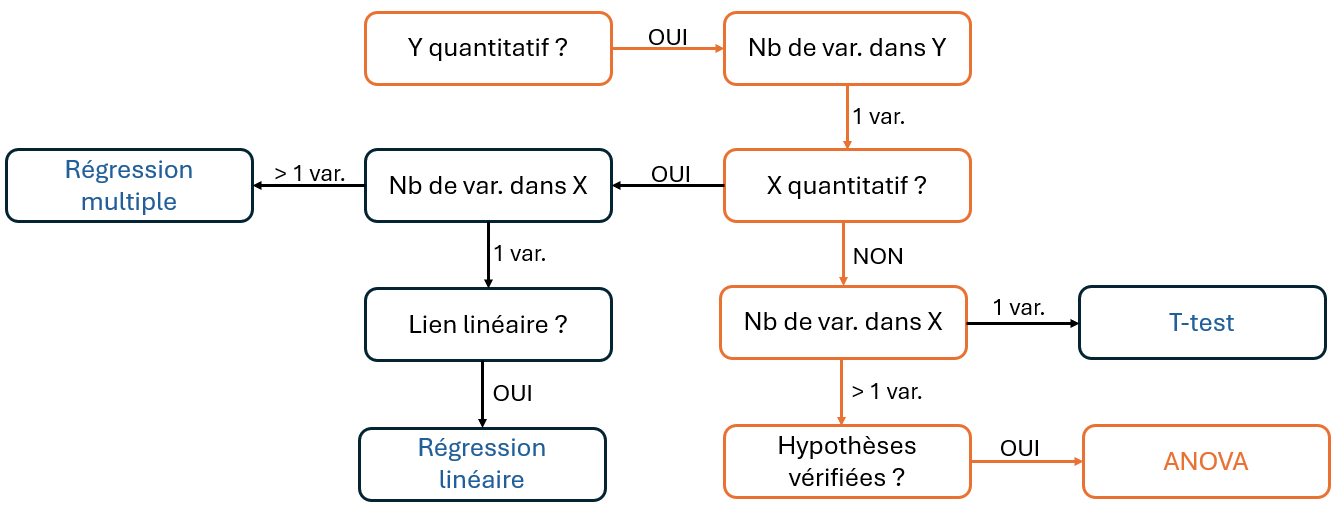 Y quantitatif ?
OUI
Nb de var. dans Y
1 var.
Régression
multiple
> 1 var.
Nb de var. dans X
OUI
X quantitatif ?
1 var.
NON
Lien linéaire ?
Nb de var. dans X
1 var.
T-test
OUI
> 1 var.
Régression
linéaire
Hypothèses
vérifiées ?
OUI
ANOVA